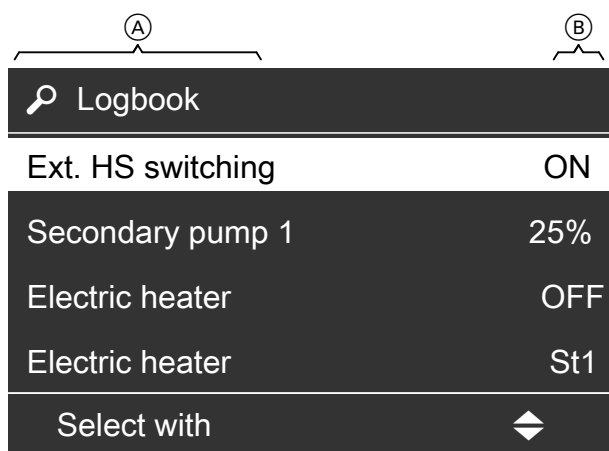 Ⓐ Ⓑ
Logbook
Ext. HS switching ON
Secondary pump 1 25%
Electric heater OFF
Electric heater St1
Select with